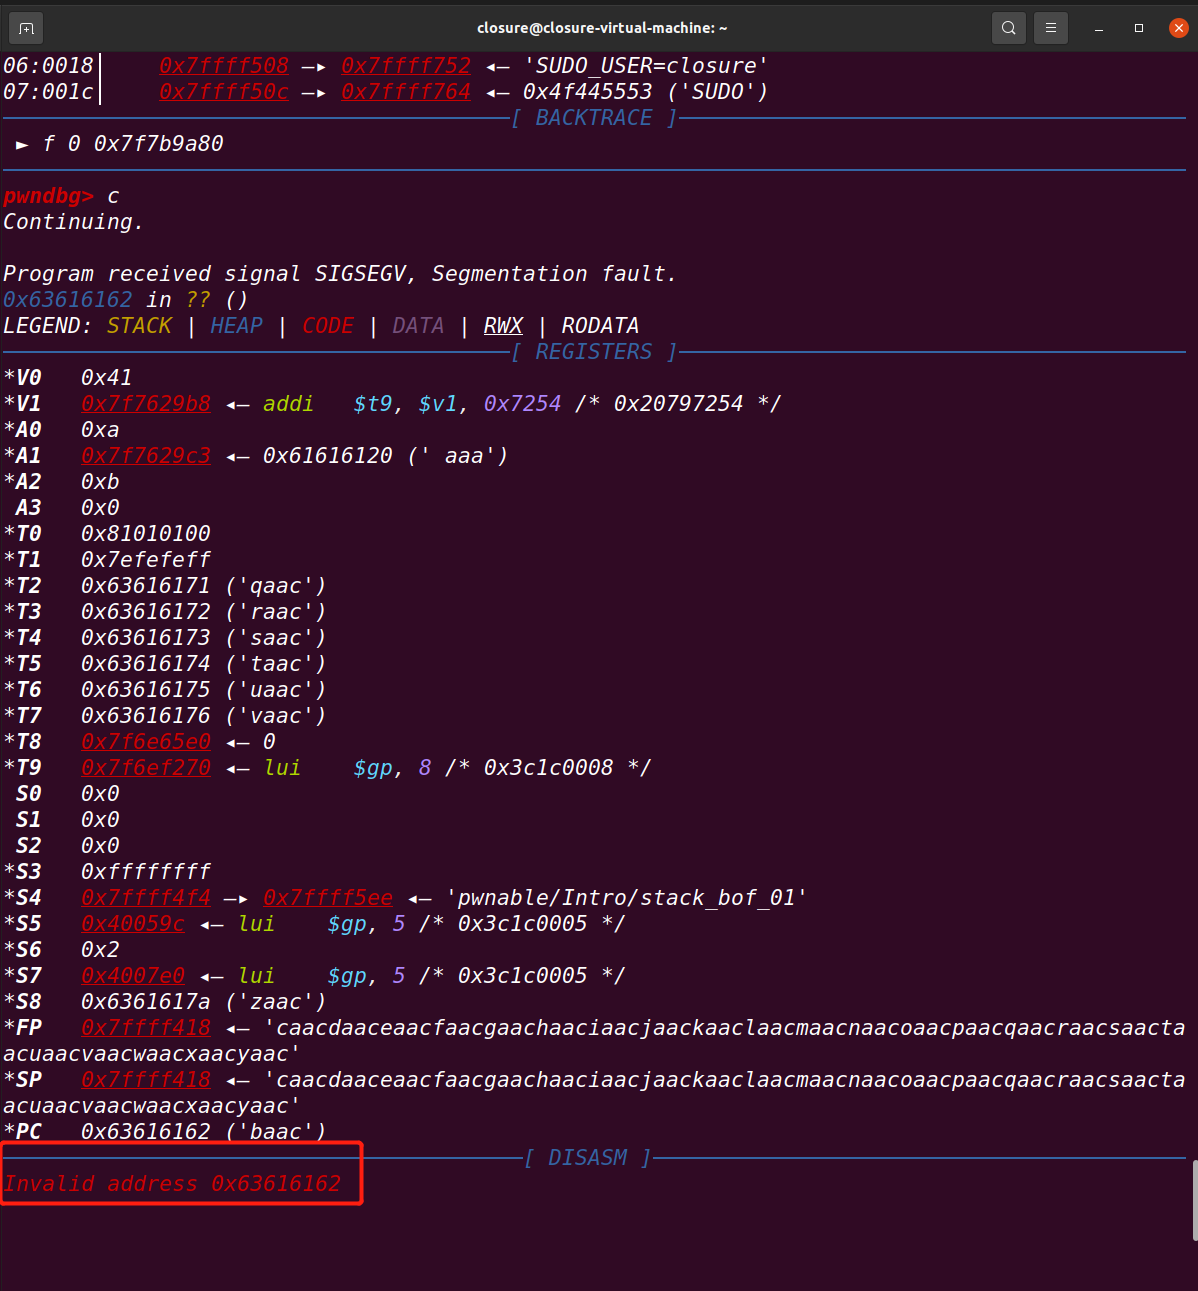 closure@closure-virtual-machine: ~
06:0018│ 0x7ffff508 —▸ 0x7ffff752 ◂— 'SUDO_USER=closure'
07:001c│ 0x7ffff50c —▸ 0x7ffff764 ◂— 0x4f445553 ('SUDO')
[ BACKTRACE ]
► f 0 0x7f7b9a80
pwndbg> c
Continuing.
Program received signal SIGSEGV, Segmentation fault.
0x63616162 in ?? ()
LEGEND: STACK | HEAP | CODE | DATA | RWX | RODATA
[ REGISTERS ]
*V0 0x41
*V1 0x7f7629b8 ◂— addi $t9, $v1, 0x7254 /* 0x20797254 */
*A0 0xa
*A1 0x7f7629c3 ◂— 0x61616120 (' aaa')
*A2 0xb
A3 0x0
*T0 0x81010100
*T1 0x7efefeff
*T2 0x63616171 ('qaac')
*T3 0x63616172 ('raac')
*T4 0x63616173 ('saac')
*T5 0x63616174 ('taac')
*T6 0x63616175 ('uaac')
*T7 0x63616176 ('vaac')
*T8 0x7f6e65e0 ◂— 0
*T9 0x7f6ef270 ◂— lui $gp, 8 /* 0x3c1c0008 */
S0 0x0
S1 0x0
S2 0x0
*S3 0xffffffff
*S4 0x7ffff4f4 —▸ 0x7ffff5ee ◂— 'pwnable/Intro/stack_bof_01'
*S5 0x40059c ◂— lui $gp, 5 /* 0x3c1c0005 */
*S6 0x2
*S7 0x4007e0 ◂— lui $gp, 5 /* 0x3c1c0005 */
*S8 0x6361617a ('zaac')
*FP 0x7ffff418 ◂— 'caacdaaceaacfaacgaachaaciaacjaackaaclaacmaacnaacoaacpaacqaacraacsaacta
acuaacvaacwaacxaacyaac'
*SP 0x7ffff418 ◂— 'caacdaaceaacfaacgaachaaciaacjaackaaclaacmaacnaacoaacpaacqaacraacsaacta
acuaacvaacwaacxaacyaac'
*PC 0x63616162 ('baac')
[ DISASM ]
Invalid address 0x63616162